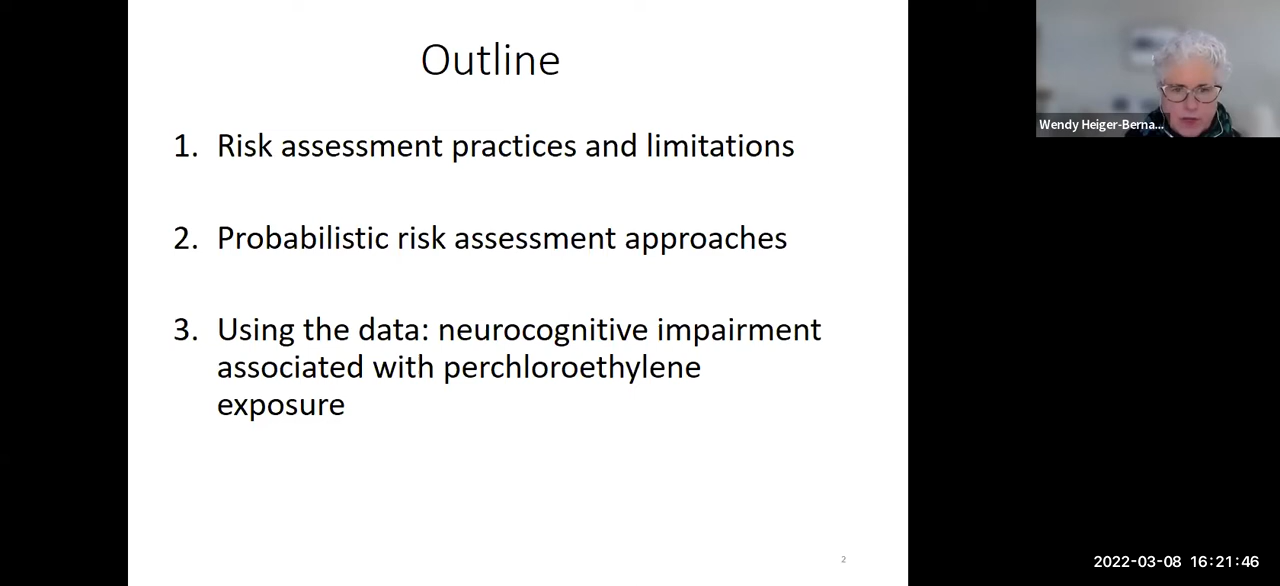 Outline
1. Risk assessment practices and limitations
2. Probabilistic risk assessment approaches
3. Using the data: neurocognitive impairment
associated with perchloroethylene
exposure
2
Wendy Heiger-Berna...
2022-03-08 16:21:46